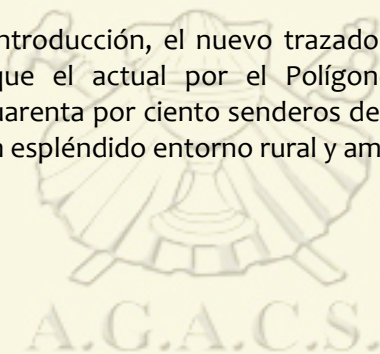 ntroducción, el nuevo trazado
que el actual por el Polígon
uarenta por ciento senderos de
n espléndido entorno rural y am
A.G.A.C.S.